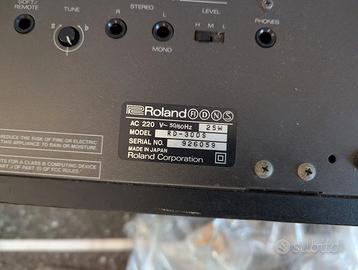 SOFT/
REMOTE
TUNE
♭
♯
STEREO
R
L
MONO
LEVEL
H M L
PHONES
Roland
AC 220 V~ 50/60Hz 25W
MODEL RD-300S
SERIAL NO. 926059
MADE IN JAPAN
Roland Corporation
REDUCE THE RISK OF FIRE OR ELECTRIC
THIS APPLIANCE TO RAIN OR MOISTURE.
ITS FOR A CLASS B COMPUTING DEVICE
J OF PART 15 OF FCC RULES.
subito